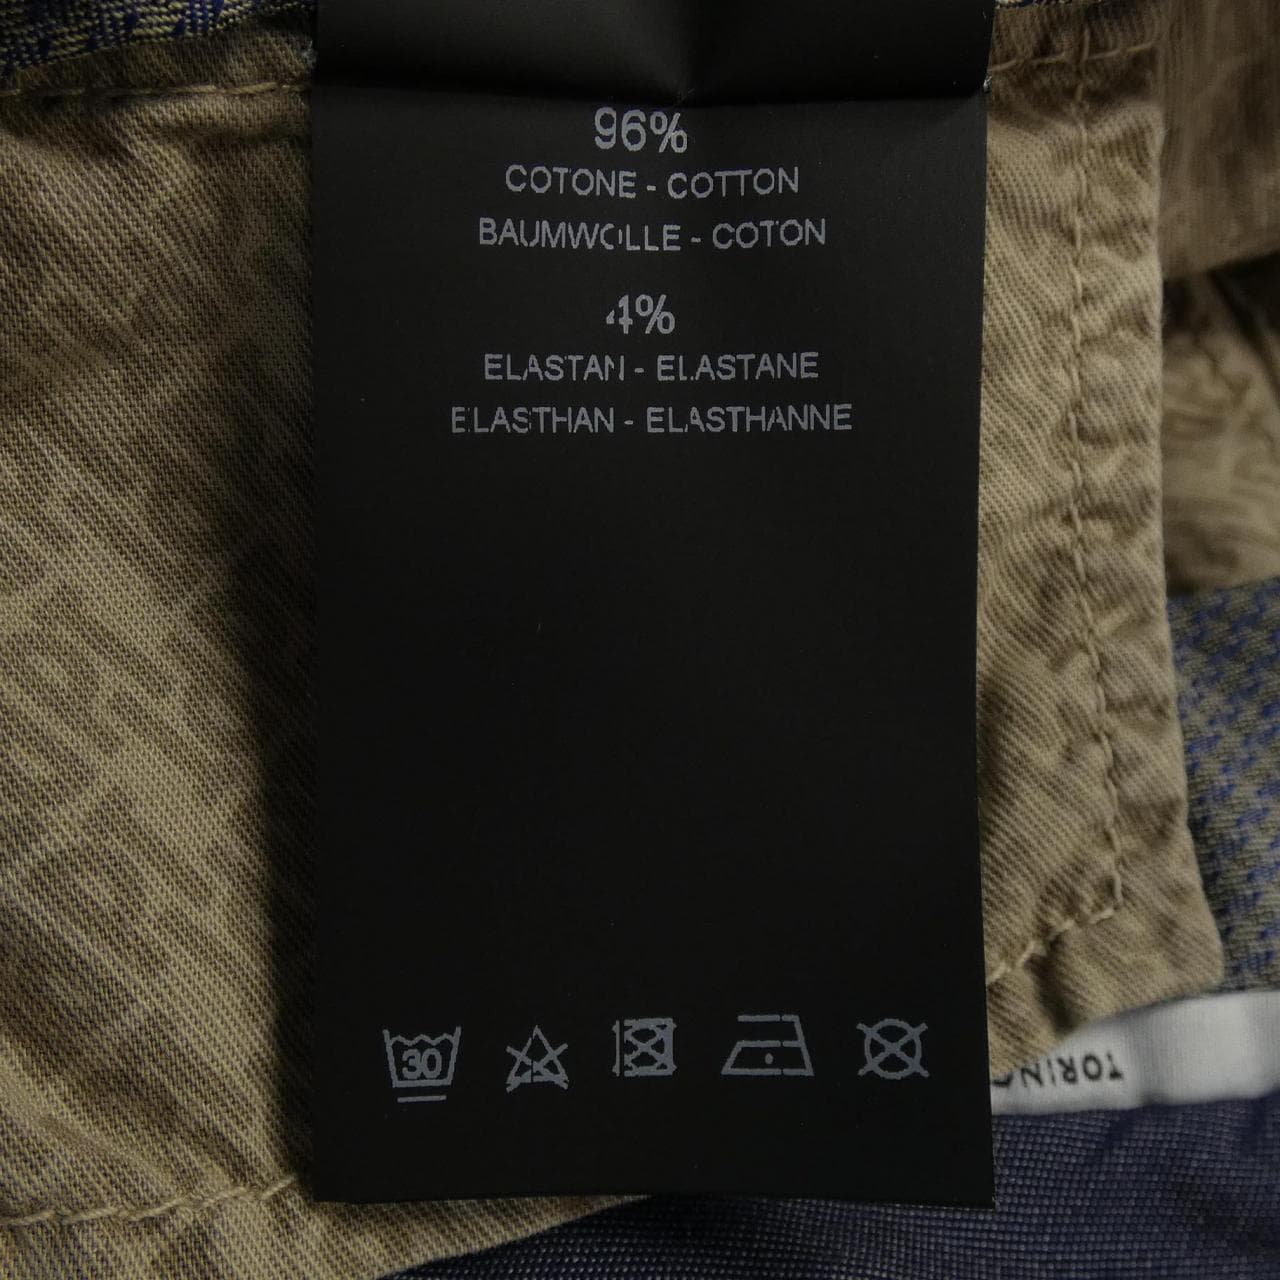 96%
COTONE - COTTON
BAUMWOLLE - COTON
4%
ELASTAN - ELASTANE
ELASTHAN - ELASTHANNE
30
TORINO